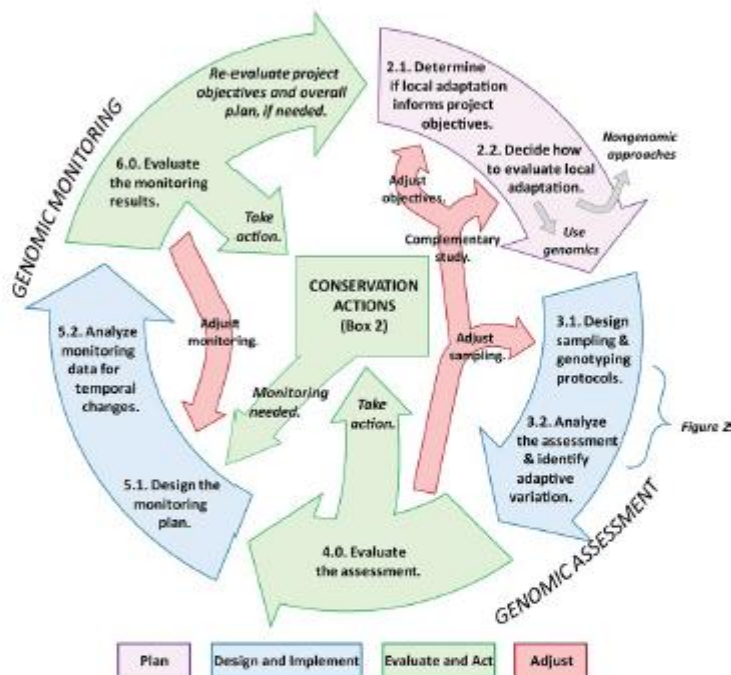 GENOMIC MONITORING
Re-evaluate project
objectives and overall
plan, if needed.
6.0. Evaluate
the monitoring
results.
Take
action.
2.1. Determine
if local adaptation
informs project
objectives.
2.2. Decide how
to evaluate local
adaptation.
Nongenomic
approaches
Use
genomics
Adjust
objectives.
Complementary
study.
Adjust
sampling.
CONSERVATION
ACTIONS
(Box 2)
Adjust
monitoring.
Monitoring
needed.
Take
action.
3.1. Design
sampling &
genotyping
protocols.
3.2. Analyze
the assessment
& identify
adaptive
variation.
Figure 2
GENOMIC ASSESSMENT
4.0. Evaluate
the assessment.
5.2. Analyze
monitoring
data for
temporal
changes.
5.1. Design the
monitoring
plan.
Plan
Design and Implement
Evaluate and Act
Adjust